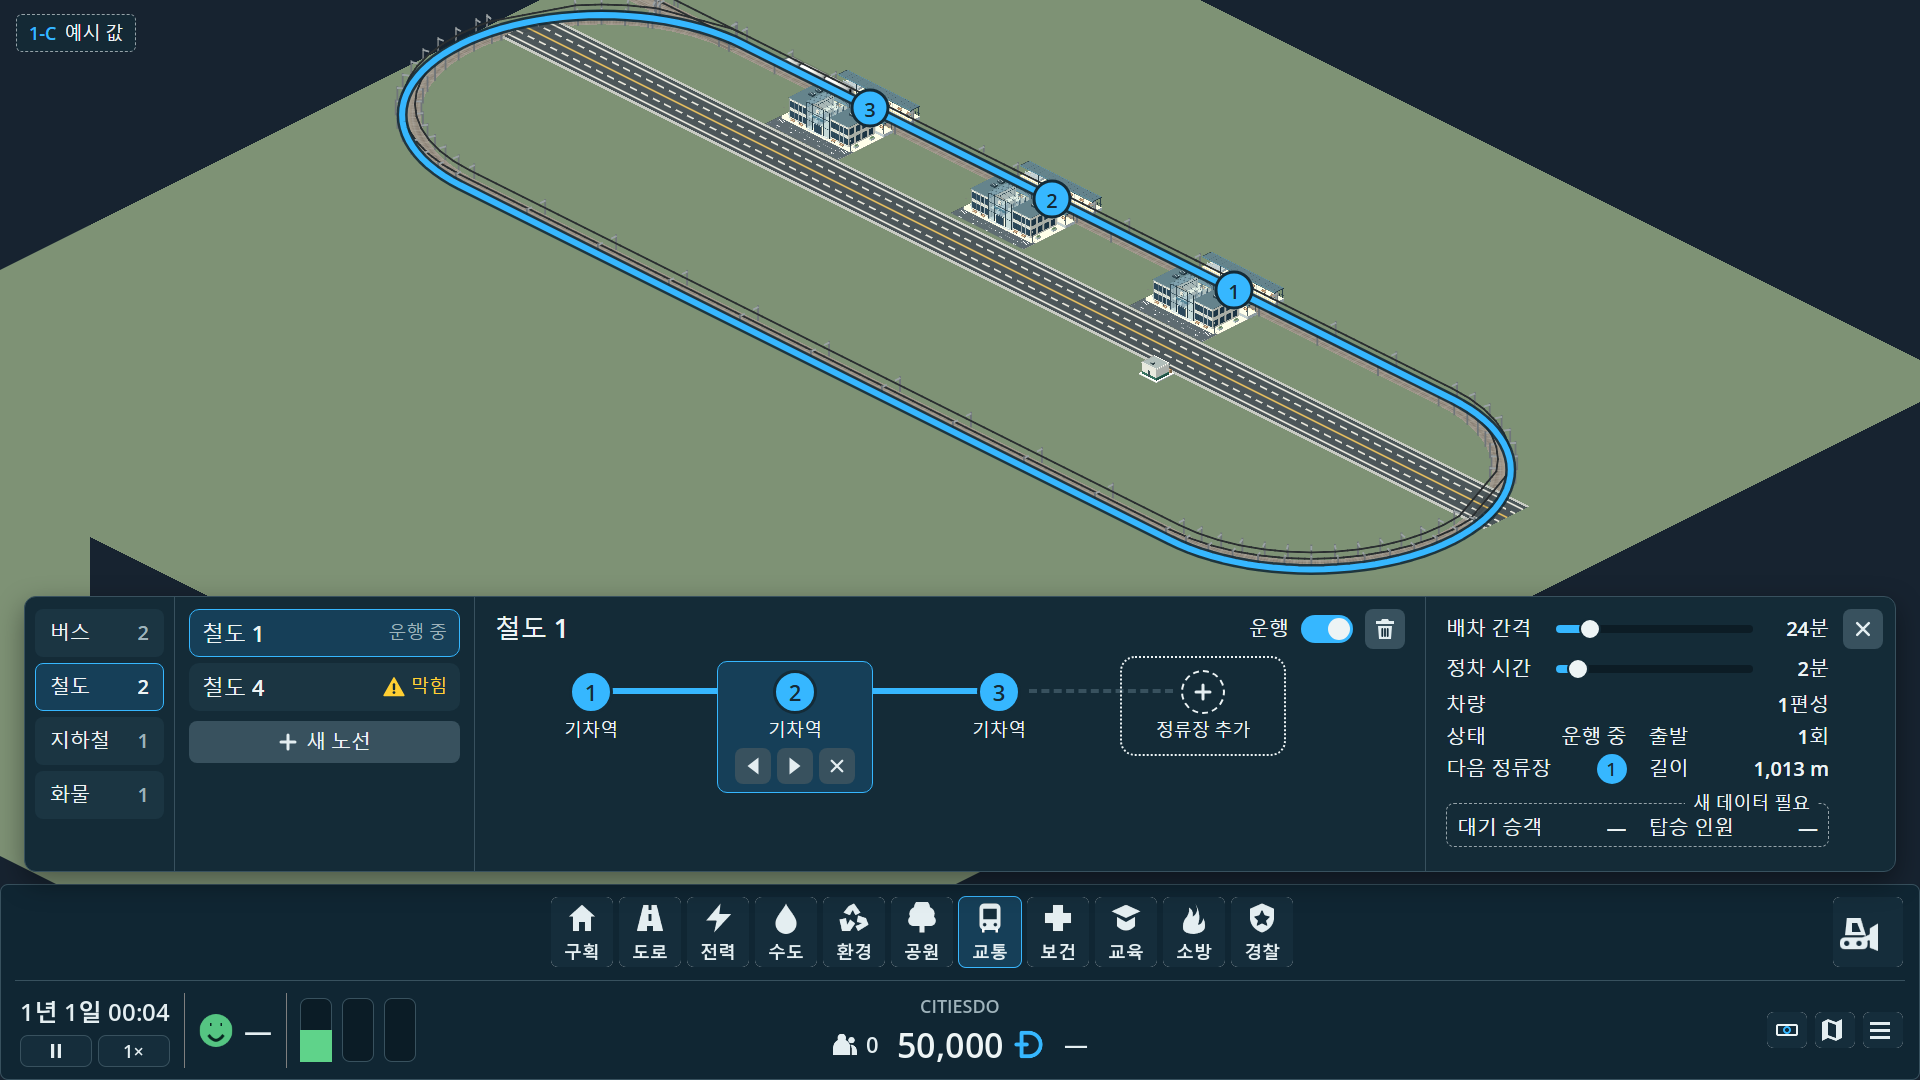 1-C 예시 값
3
2
1
버스 2
철도 2
지하철 1
화물 1
철도 1 운행 중
철도 4 막힘
새 노선
철도 1
운행
1
2
3
기차역
기차역
기차역
정류장 추가
배차 간격 24분
정차 시간 2분
차량 1편성
상태 운행 중 출발 1회
다음 정류장 1 길이 1,013 m
새 데이터 필요
대기 승객 — 탑승 인원 —
구획 도로 전력 수도 환경 공원 교통 보건 교육 소방 경찰
1년 1일 00:04
1×
—
CITIESDO
0 50,000 —